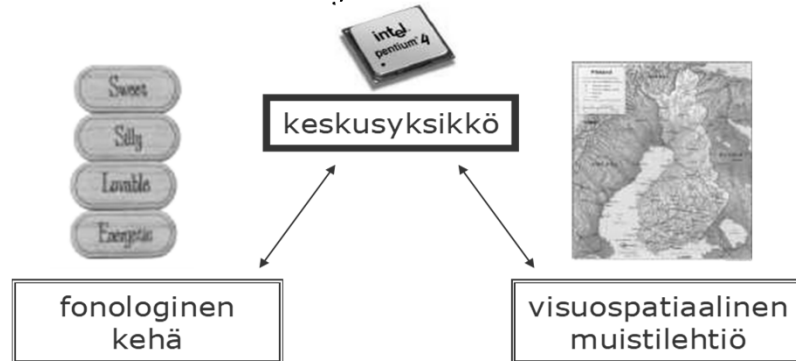 intel
pentium 4
keskusyksikkö
Sweet
Silly
Lovable
Energetic
fonologinen
kehä
visuospatiaalinen
muistilehtiö